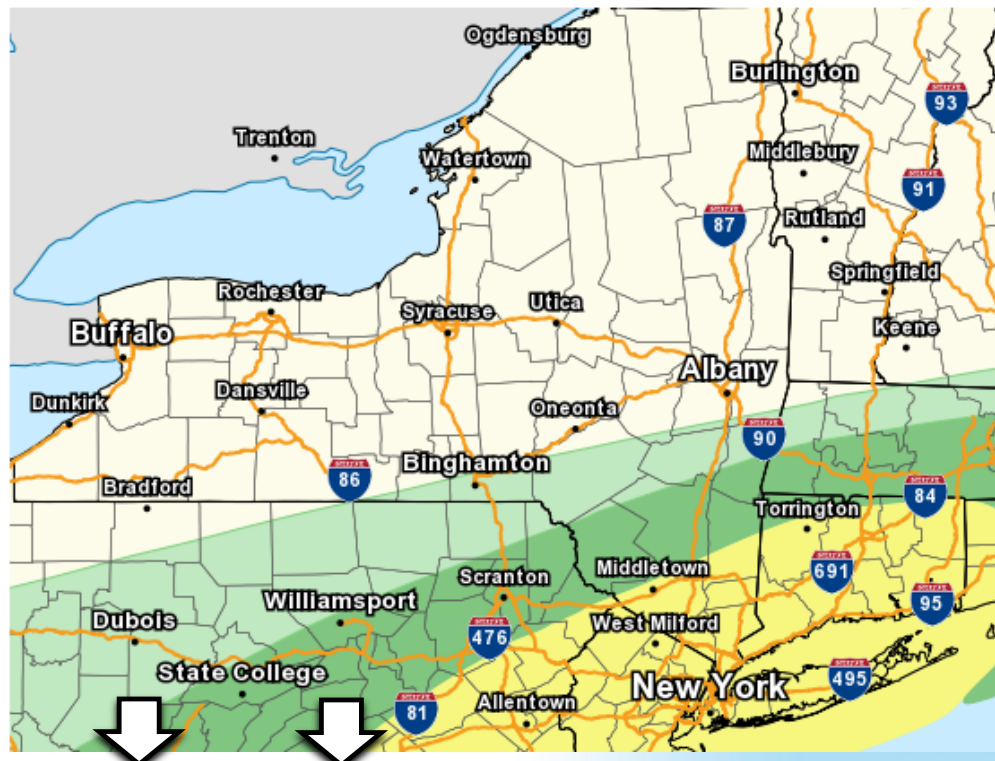 Ogdensburg
Burlington
93
Trenton
Watertown
Middlebury
91
87
Rutland
Springfield
Rochester
Syracuse
Utica
Keene
Buffalo
Albany
Dansville
Dunkirk
Oneonta
90
Binghamton
86
84
Bradford
Torrington
Scranton
Middletown
691
Williamsport
95
Dubois
476
West Milford
State College
495
New York
81
Allentown